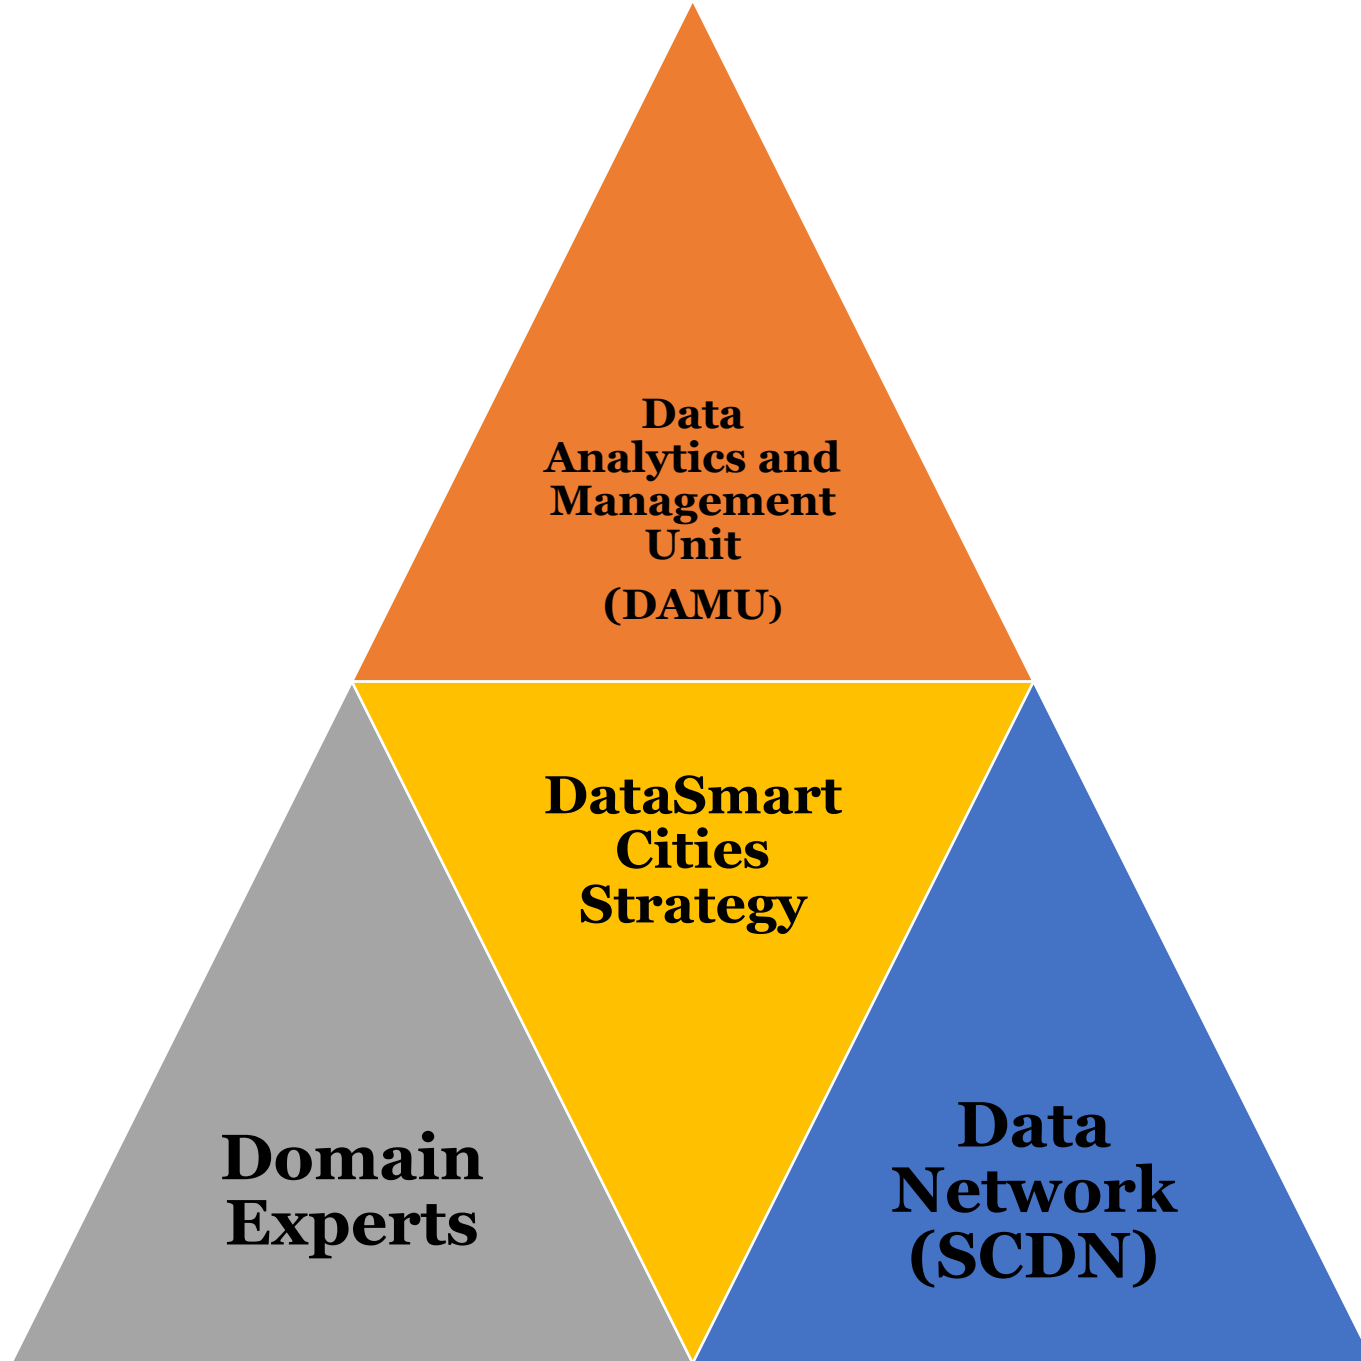 Data
Analytics and
Management
Unit
(DAMU)
DataSmart
Cities
Strategy
Domain
Experts
Data
Network
(SCDN)